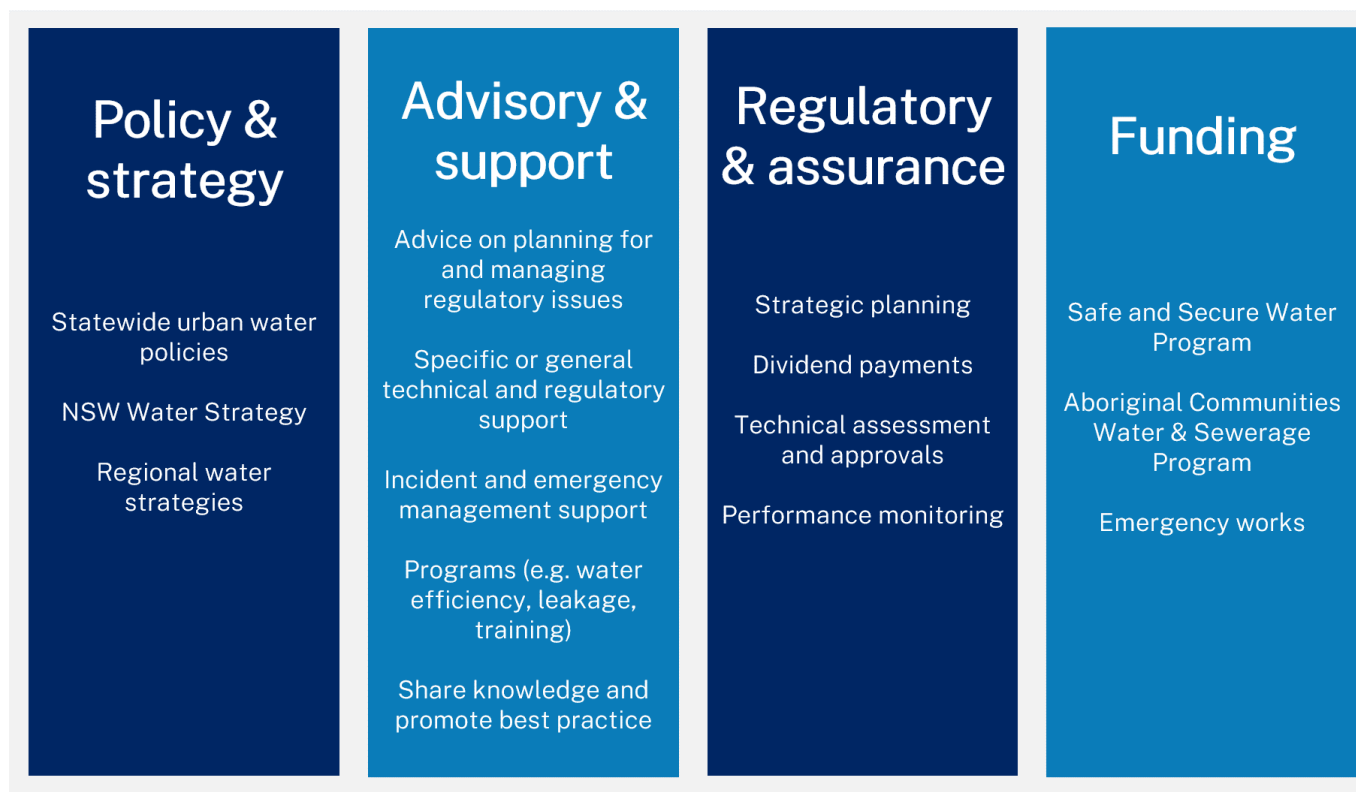 Policy &
strategy
Statewide urban water
policies
NSW Water Strategy
Regional water
strategies
Advisory &
support
Advice on planning for
and managing
regulatory issues
Specific or general
technical and regulatory
support
Incident and emergency
management support
Programs (e.g. water
efficiency, leakage,
training)
Share knowledge and
promote best practice
Regulatory
& assurance
Strategic planning
Dividend payments
Technical assessment
and approvals
Performance monitoring
Funding
Safe and Secure Water
Program
Aboriginal Communities
Water & Sewerage
Program
Emergency works